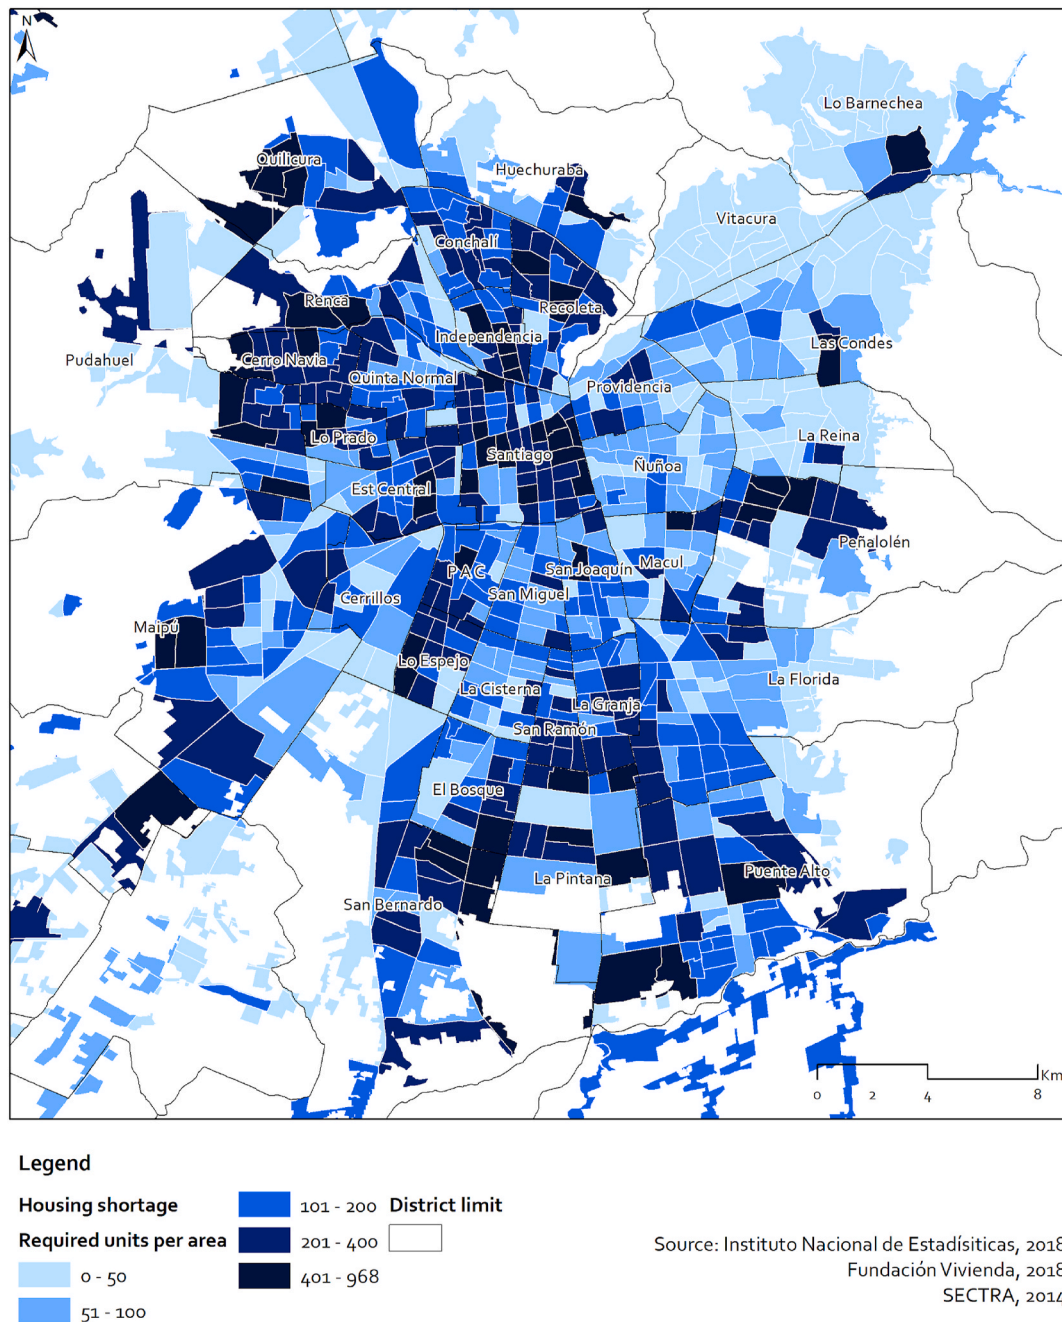 N
Lo Barnechea
Quilicura
Huechuraba
Vitacura
Conchalí
Renca
Recoleta
Independencia
Las Condes
Pudahuel
Cerro Navia
Quinta Normal
Providencia
Lo Prado
La Reina
Santiago
Ñuñoa
Est Central
Peñalolén
PAC
San Joaquín
Macul
San Miguel
Cerrillos
Maipú
Lo Espejo
La Florida
La Cisterna
La Granja
San Ramón
El Bosque
Puente Alto
La Pintana
San Bernardo
Km
0 2 4 8
Legend
Housing shortage
Required units per area
0 - 50
51 - 100
101 - 200
201 - 400
401 - 968
District limit
Source: Instituto Nacional de Estadísiticas, 2018
Fundación Vivienda, 2018
SECTRA, 2014